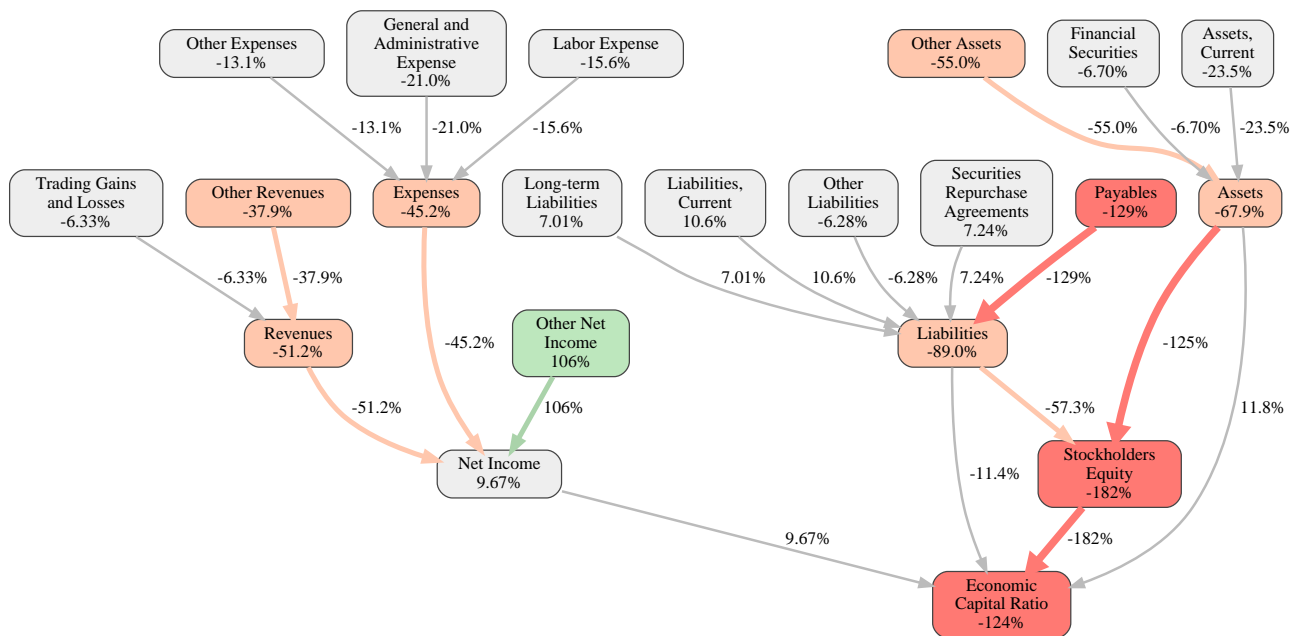 Other Expenses
-13.1%
General and
Administrative
Expense
-21.0%
Labor Expense
-15.6%
Other Assets
-55.0%
Financial
Securities
-6.70%
Assets,
Current
-23.5%
-13.1%
-21.0%
-15.6%
-55.0%
-6.70%
-23.5%
Trading Gains
and Losses
-6.33%
Other Revenues
-37.9%
Expenses
-45.2%
Long-term
Liabilities
7.01%
Liabilities,
Current
10.6%
Other
Liabilities
-6.28%
Securities
Repurchase
Agreements
7.24%
Payables
-129%
Assets
-67.9%
-6.33%
-37.9%
7.01%
10.6%
-6.28%
7.24%
-129%
Revenues
-51.2%
-45.2%
Other Net
Income
106%
Liabilities
-89.0%
-125%
-51.2%
106%
-57.3%
11.8%
Net Income
9.67%
-11.4%
Stockholders
Equity
-182%
9.67%
-182%
Economic
Capital Ratio
-124%